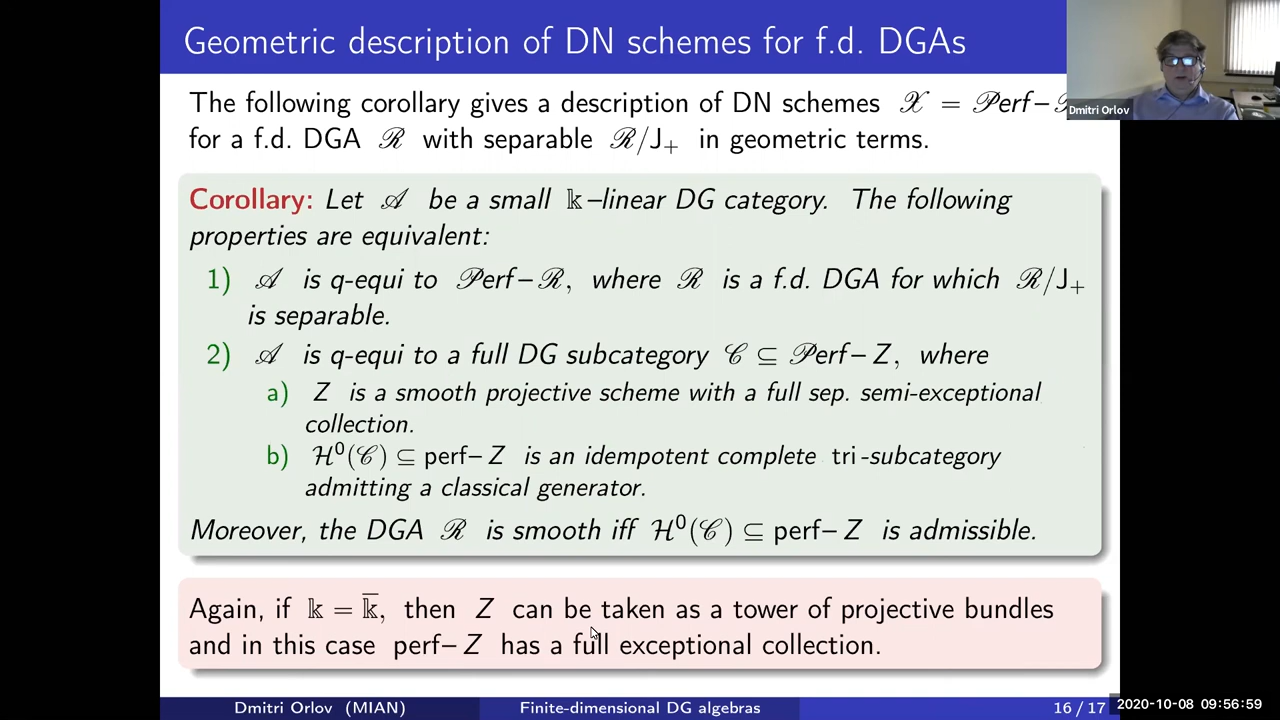 Geometric description of DN schemes for f.d. DGAs
Dmitri Orlov
The following corollary gives a description of DN schemes 𝒳 = 𝒫erf–
for a f.d. DGA ℛ with separable ℛ/J₊ in geometric terms.
Corollary: Let 𝒜 be a small 𝕜–linear DG category. The following
properties are equivalent:
1) 𝒜 is q-equi to 𝒫erf–ℛ, where ℛ is a f.d. DGA for which ℛ/J₊
is separable.
2) 𝒜 is q-equi to a full DG subcategory 𝒞 ⊆ 𝒫erf–Z, where
a) Z is a smooth projective scheme with a full sep. semi-exceptional
collection.
b) ℋ⁰(𝒞) ⊆ perf–Z is an idempotent complete tri-subcategory
admitting a classical generator.
Moreover, the DGA ℛ is smooth iff ℋ⁰(𝒞) ⊆ perf–Z is admissible.
Again, if 𝕜 = 𝕜̅, then Z can be taken as a tower of projective bundles
and in this case perf–Z has a full exceptional collection.
Dmitri Orlov (MIAN) Finite-dimensional DG algebras 16 / 17
2020-10-08 09:56:59